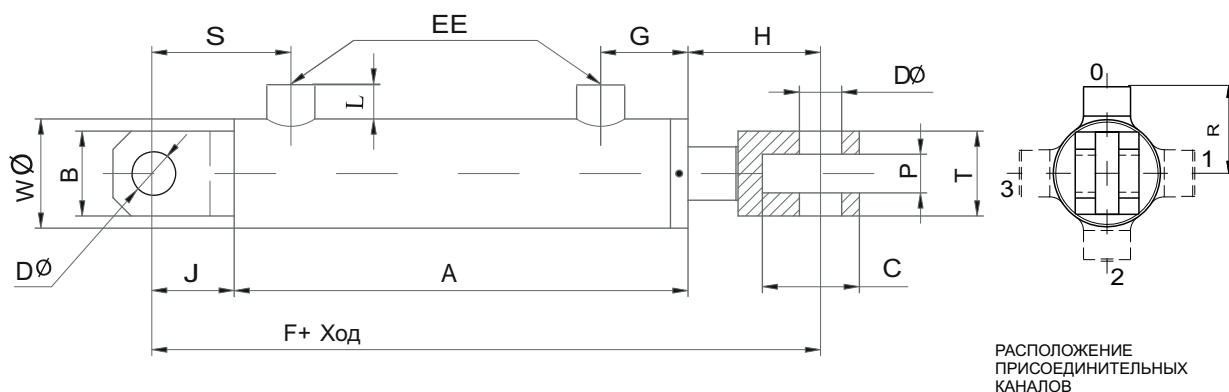 S
EE
G
H
L
DØ
WØ
B
P
T
DØ
J
A
C
F+ Ход
0
R
1
3
2
РАСПОЛОЖЕНИЕ
ПРИСОЕДИНИТЕЛЬНЫХ
КАНАЛОВ